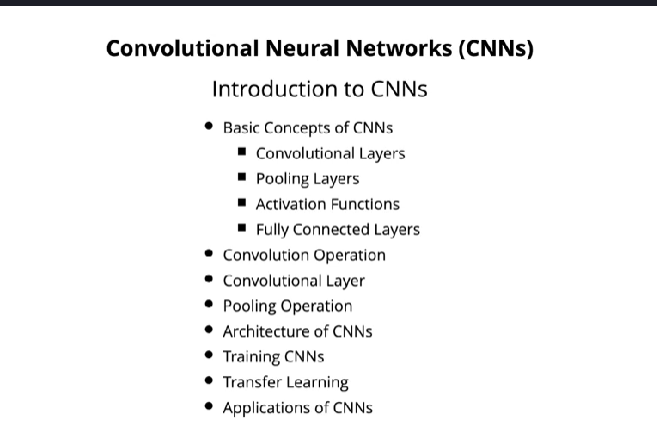 Convolutional Neural Networks (CNNs)
Introduction to CNNs
• Basic Concepts of CNNs
▪ Convolutional Layers
▪ Pooling Layers
▪ Activation Functions
▪ Fully Connected Layers
• Convolution Operation
• Convolutional Layer
• Pooling Operation
• Architecture of CNNs
• Training CNNs
• Transfer Learning
• Applications of CNNs